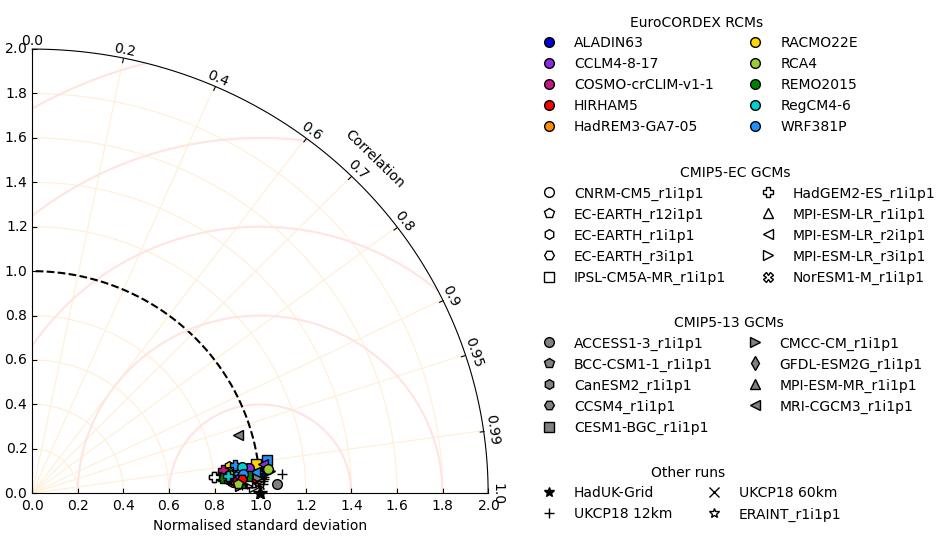 0.0
0.2
0.4
0.6
Correlation
0.7
0.8
0.9
0.95
0.99
1.0
2.0
1.8
1.6
1.4
1.2
1.0
0.8
0.6
0.4
0.2
0.0
0.0 0.2 0.4 0.6 0.8 1.0 1.2 1.4 1.6 1.8 2.0
Normalised standard deviation
EuroCORDEX RCMs
ALADIN63 RACMO22E
CCLM4-8-17 RCA4
COSMO-crCLIM-v1-1 REMO2015
HIRHAM5 RegCM4-6
HadREM3-GA7-05 WRF381P
CMIP5-EC GCMs
CNRM-CM5_r1i1p1 HadGEM2-ES_r1i1p1
EC-EARTH_r12i1p1 MPI-ESM-LR_r1i1p1
EC-EARTH_r1i1p1 MPI-ESM-LR_r2i1p1
EC-EARTH_r3i1p1 MPI-ESM-LR_r3i1p1
IPSL-CM5A-MR_r1i1p1 NorESM1-M_r1i1p1
CMIP5-13 GCMs
ACCESS1-3_r1i1p1 CMCC-CM_r1i1p1
BCC-CSM1-1_r1i1p1 GFDL-ESM2G_r1i1p1
CanESM2_r1i1p1 MPI-ESM-MR_r1i1p1
CCSM4_r1i1p1 MRI-CGCM3_r1i1p1
CESM1-BGC_r1i1p1
Other runs
HadUK-Grid UKCP18 60km
UKCP18 12km ERAINT_r1i1p1